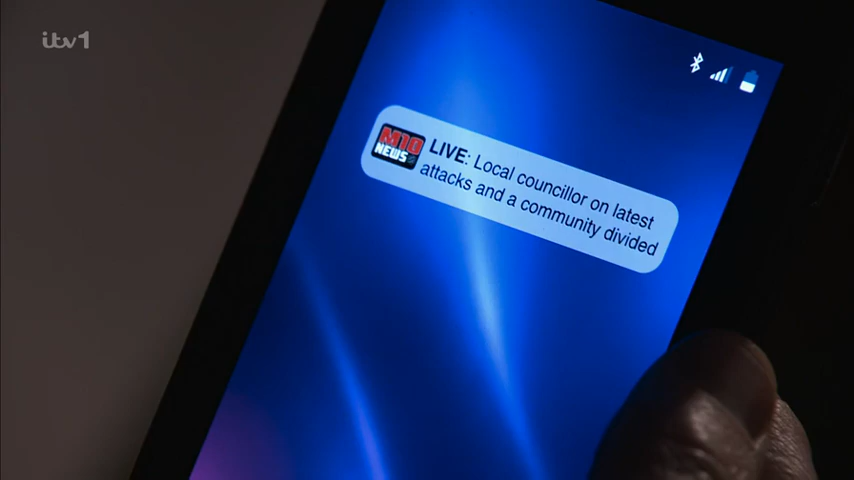 itv1
M10
NEWS
LIVE: Local councillor on latest
attacks and a community divided